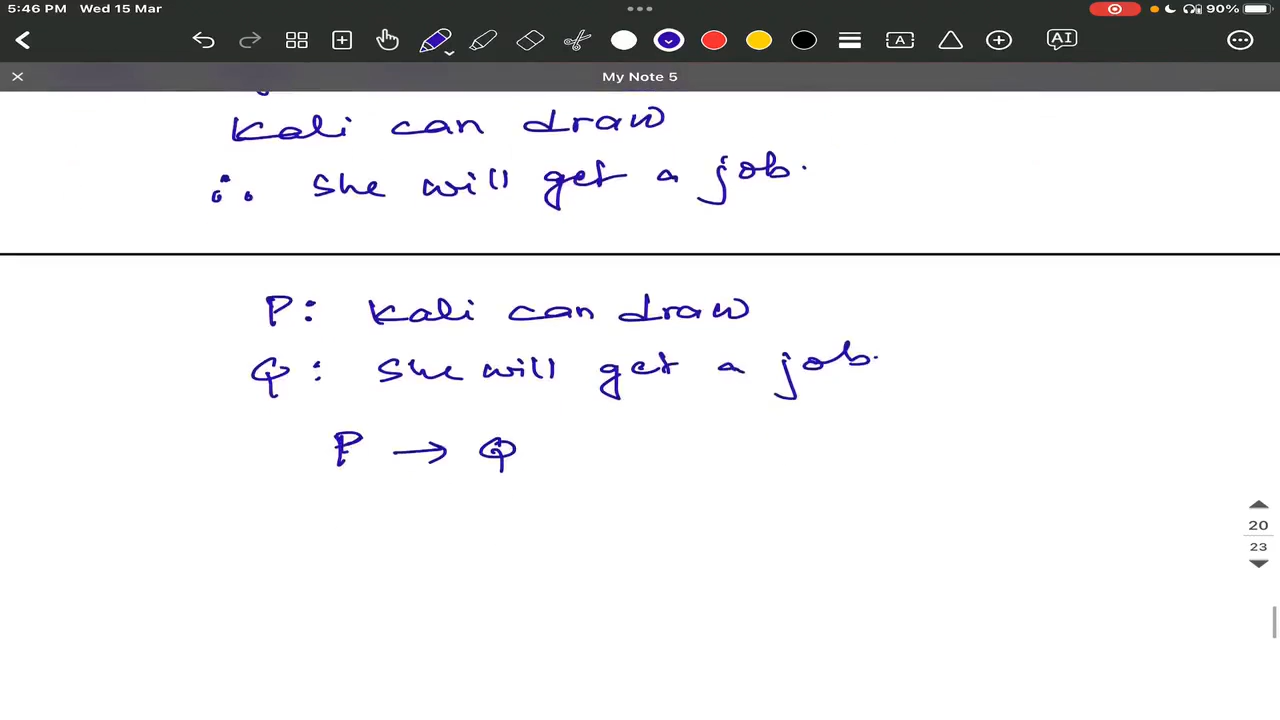 5:46 PM Wed 15 Mar
90%
A
AI
My Note 5
Kali can draw
∴ she will get a job.
P: Kali can draw
Q: She will get a job.
P → Q
20
23